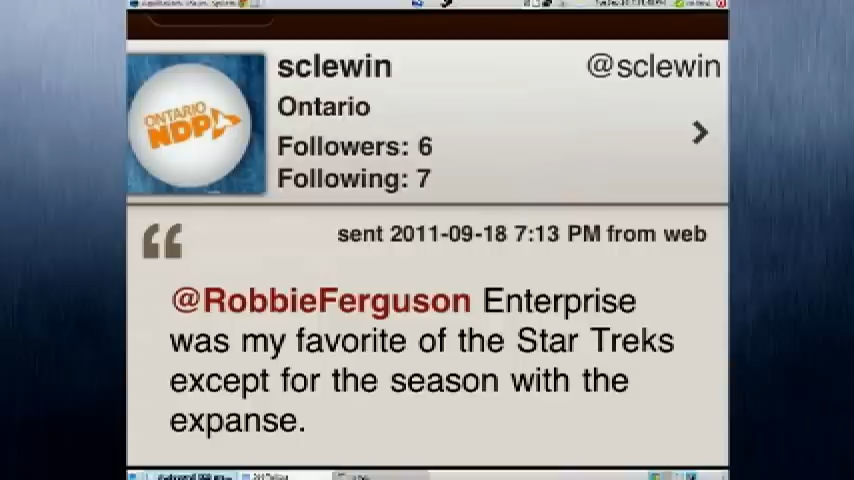 sclewin
@sclewin
Ontario
Followers: 6
Following: 7
ONTARIO
NDP
sent 2011-09-18 7:13 PM from web
@RobbieFerguson Enterprise
was my favorite of the Star Treks
except for the season with the
expanse.